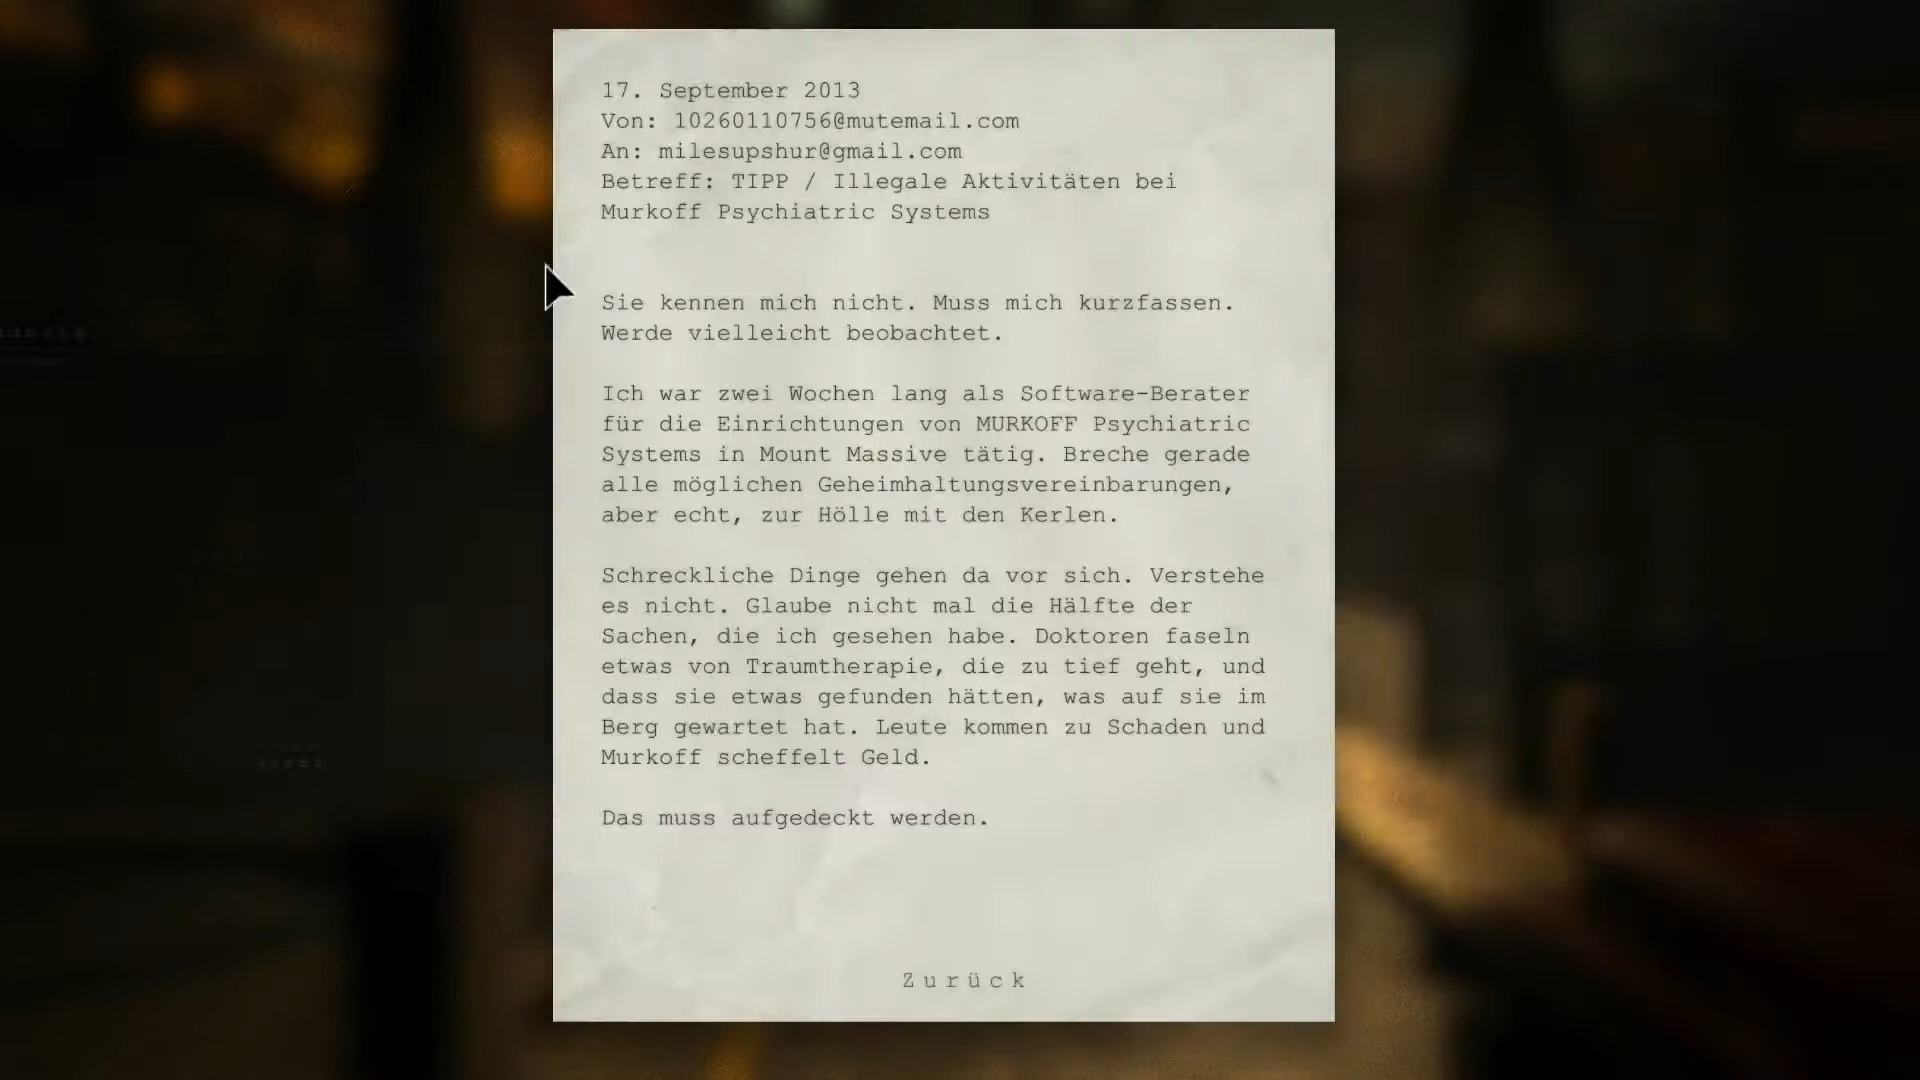 17. September 2013
Von: 10260110756@mutemail.com
An: milesupshur@gmail.com
Betreff: TIPP / Illegale Aktivitäten bei
Murkoff Psychiatric Systems
Sie kennen mich nicht. Muss mich kurzfassen.
Werde vielleicht beobachtet.
Ich war zwei Wochen lang als Software-Berater
für die Einrichtungen von MURKOFF Psychiatric
Systems in Mount Massive tätig. Breche gerade
alle möglichen Geheimhaltungsvereinbarungen,
aber echt, zur Hölle mit den Kerlen.
Schreckliche Dinge gehen da vor sich. Verstehe
es nicht. Glaube nicht mal die Hälfte der
Sachen, die ich gesehen habe. Doktoren faseln
etwas von Traumtherapie, die zu tief geht, und
dass sie etwas gefunden hätten, was auf sie im
Berg gewartet hat. Leute kommen zu Schaden und
Murkoff scheffelt Geld.
Das muss aufgedeckt werden.
Zurück